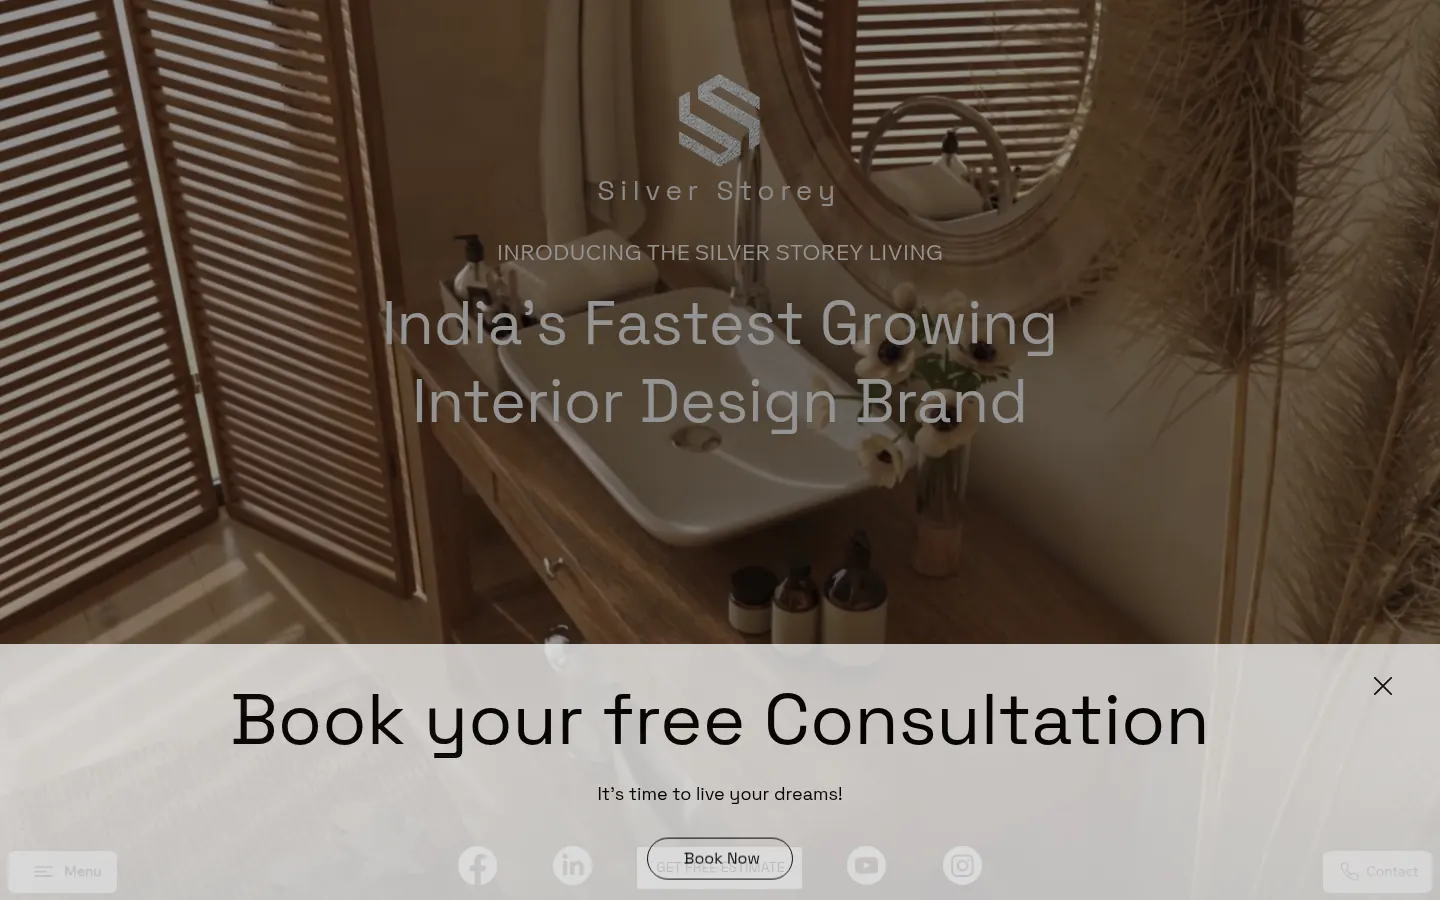 Silver Storey
INRODUCING THE SILVER STOREY LIVING
India's Fastest Growing
Interior Design Brand
Book your free Consultation
It's time to live your dreams!
Menu
GET FREE ESTIMATE
Book Now
Contact